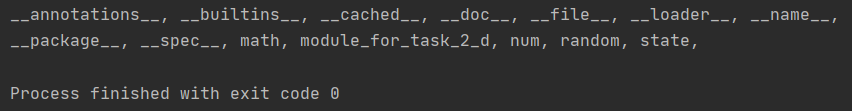 __annotations__, __builtins__, __cached__, __doc__, __file__, __loader__, __name__,
__package__, __spec__, math, module_for_task_2_d, num, random, state,
Process finished with exit code 0